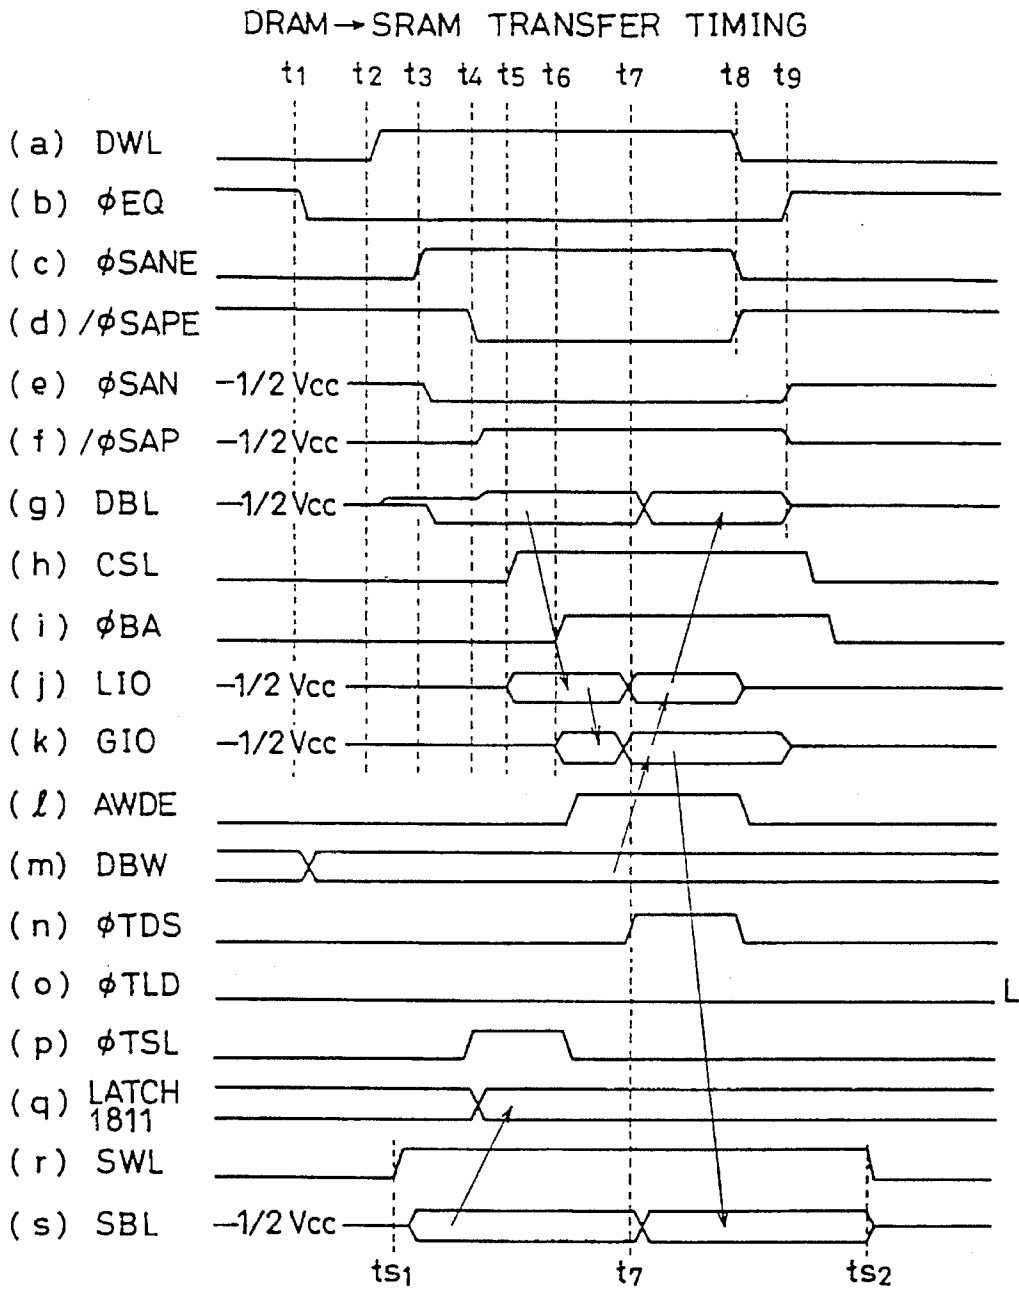 DRAM→SRAM TRANSFER TIMING
t1 t2 t3 t4 t5 t6 t7 t8 t9
(a) DWL
(b) φEQ
(c) φSANE
(d) /φSAPE
(e) φSAN -1/2 Vcc
(f) /φSAP -1/2 Vcc
(g) DBL -1/2 Vcc
(h) CSL
(i) φBA
(j) LIO -1/2 Vcc
(k) GIO -1/2 Vcc
(ℓ) AWDE
(m) DBW
(n) φTDS
(o) φTLD L
(p) φTSL
(q) LATCH
1811
(r) SWL
(s) SBL -1/2 Vcc
ts1 t7 ts2